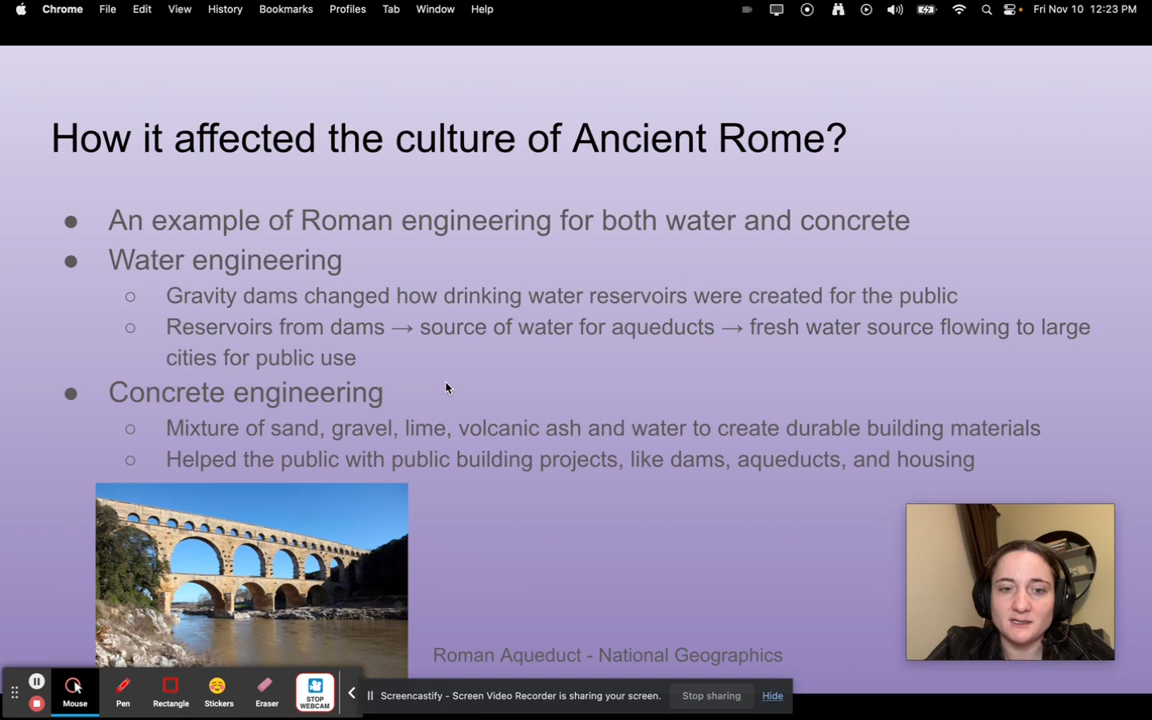 Chrome File Edit View History Bookmarks Profiles Tab Window Help Fri Nov 10 12:23 PM
How it affected the culture of Ancient Rome?
● An example of Roman engineering for both water and concrete
● Water engineering
○ Gravity dams changed how drinking water reservoirs were created for the public
○ Reservoirs from dams → source of water for aqueducts → fresh water source flowing to large
cities for public use
● Concrete engineering
○ Mixture of sand, gravel, lime, volcanic ash and water to create durable building materials
○ Helped the public with public building projects, like dams, aqueducts, and housing
Roman Aqueduct - National Geographics
Mouse Pen Rectangle Stickers Eraser STOP
WEBCAM
Screencastify - Screen Video Recorder is sharing your screen. Stop sharing Hide